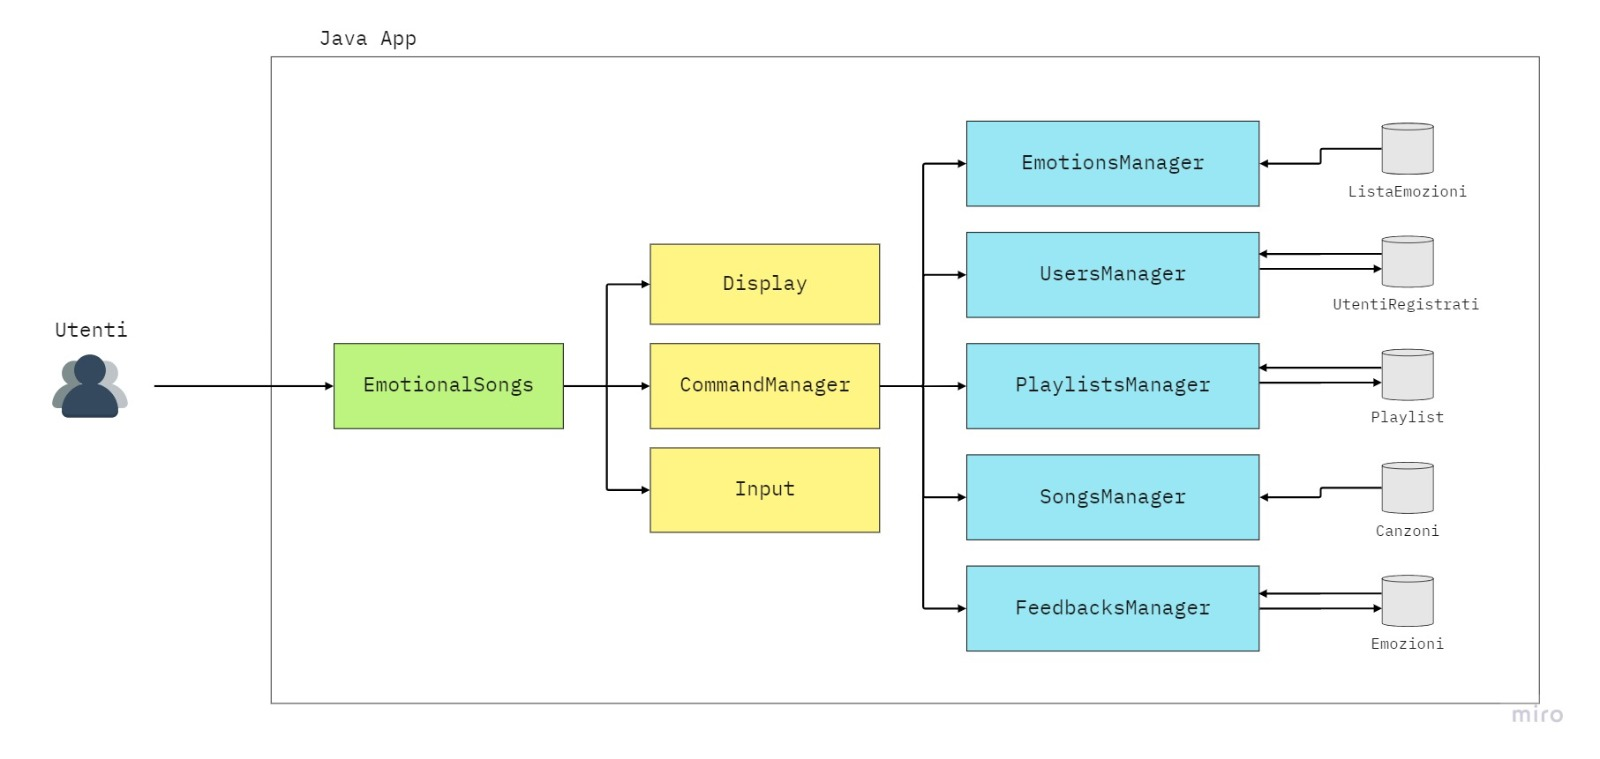 Java App
Utenti
EmotionalSongs
Display
CommandManager
Input
EmotionsManager
UsersManager
PlaylistsManager
SongsManager
FeedbacksManager
ListaEmozioni
UtentiRegistrati
Playlist
Canzoni
Emozioni
miro